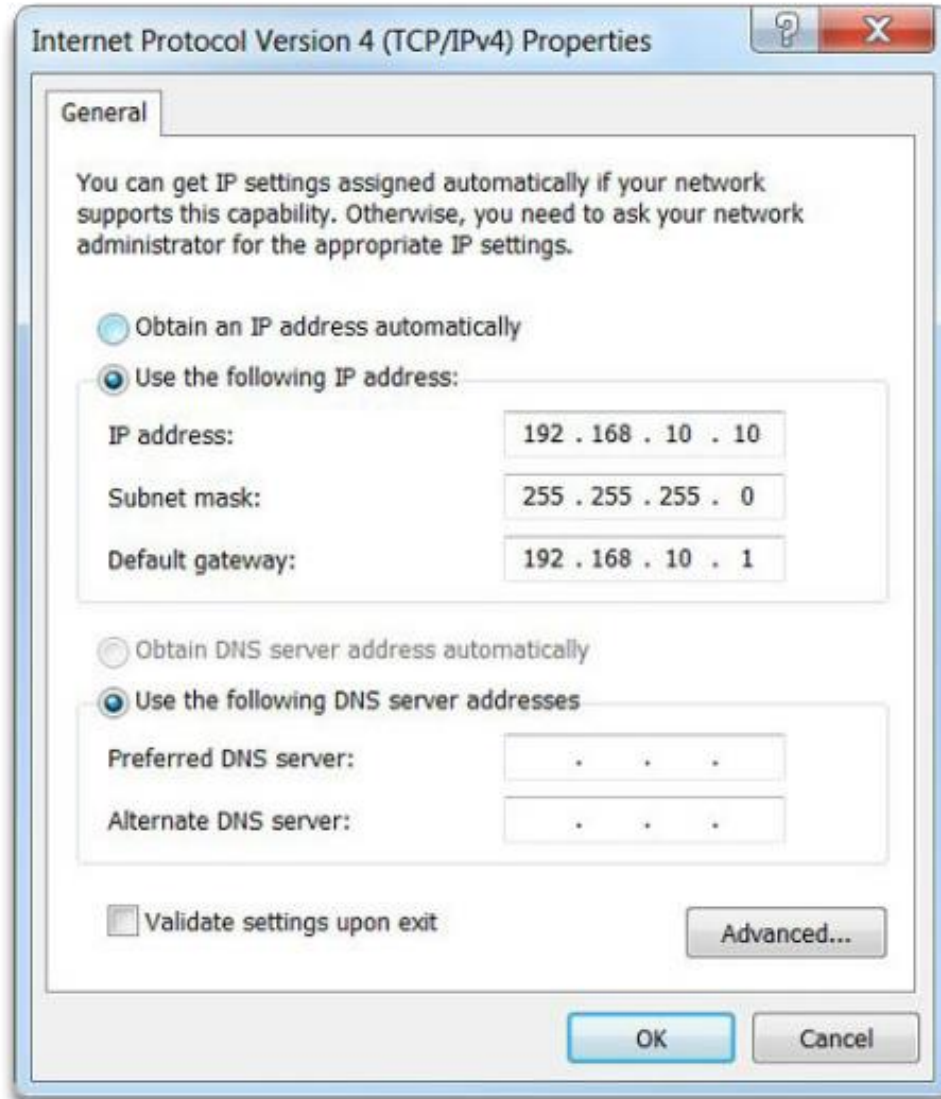 Internet Protocol Version 4 (TCP/IPv4) Properties
General
You can get IP settings assigned automatically if your network
supports this capability. Otherwise, you need to ask your network
administrator for the appropriate IP settings.
Obtain an IP address automatically
Use the following IP address:
IP address: 192 . 168 . 10 . 10
Subnet mask: 255 . 255 . 255 . 0
Default gateway: 192 . 168 . 10 . 1
Obtain DNS server address automatically
Use the following DNS server addresses
Preferred DNS server: . . .
Alternate DNS server: . . .
Validate settings upon exit
Advanced...
OK Cancel